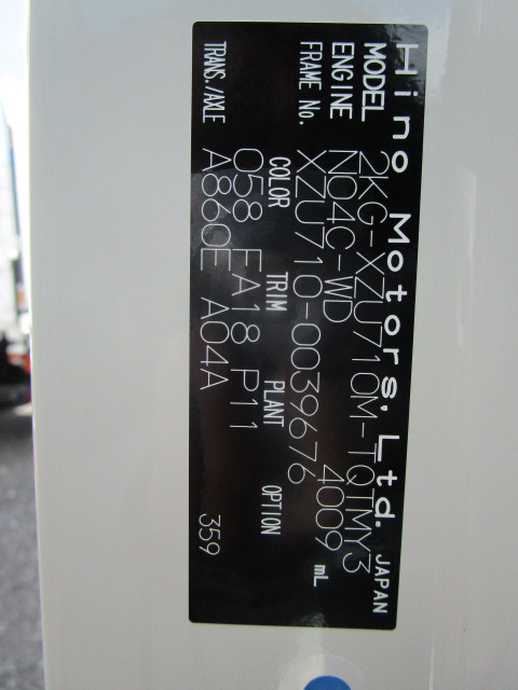 Hino Motors, Ltd. JAPAN
MODEL 2KG-XZU710M-TQTMY3
ENGINE N04C-WD 4009 mL
FRAME No. XZU710-0039676
COLOR TRIM PLANT OPTION
058 FA18 P11
TRANS./AXLE A860E A04A 359